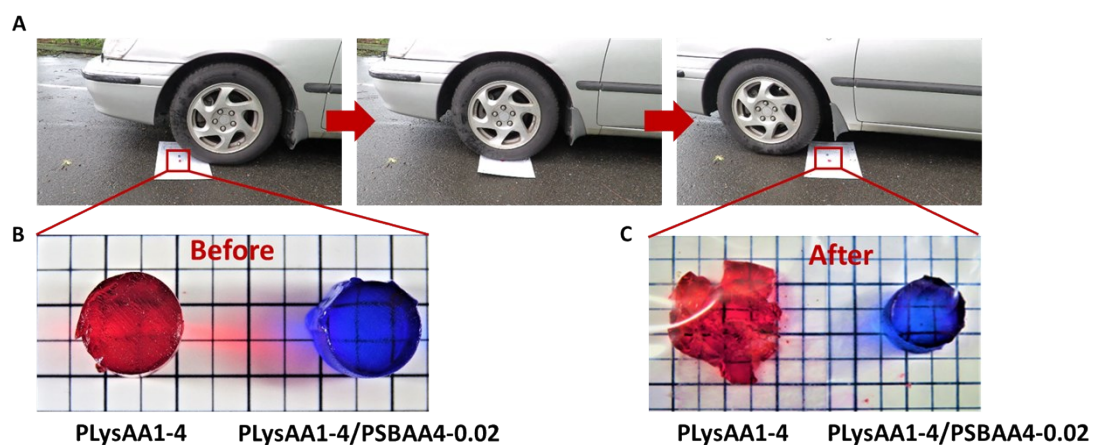 A
B
Before
C
After
PLysAA1-4
PLysAA1-4/PSBAA4-0.02
PLysAA1-4
PLysAA1-4/PSBAA4-0.02